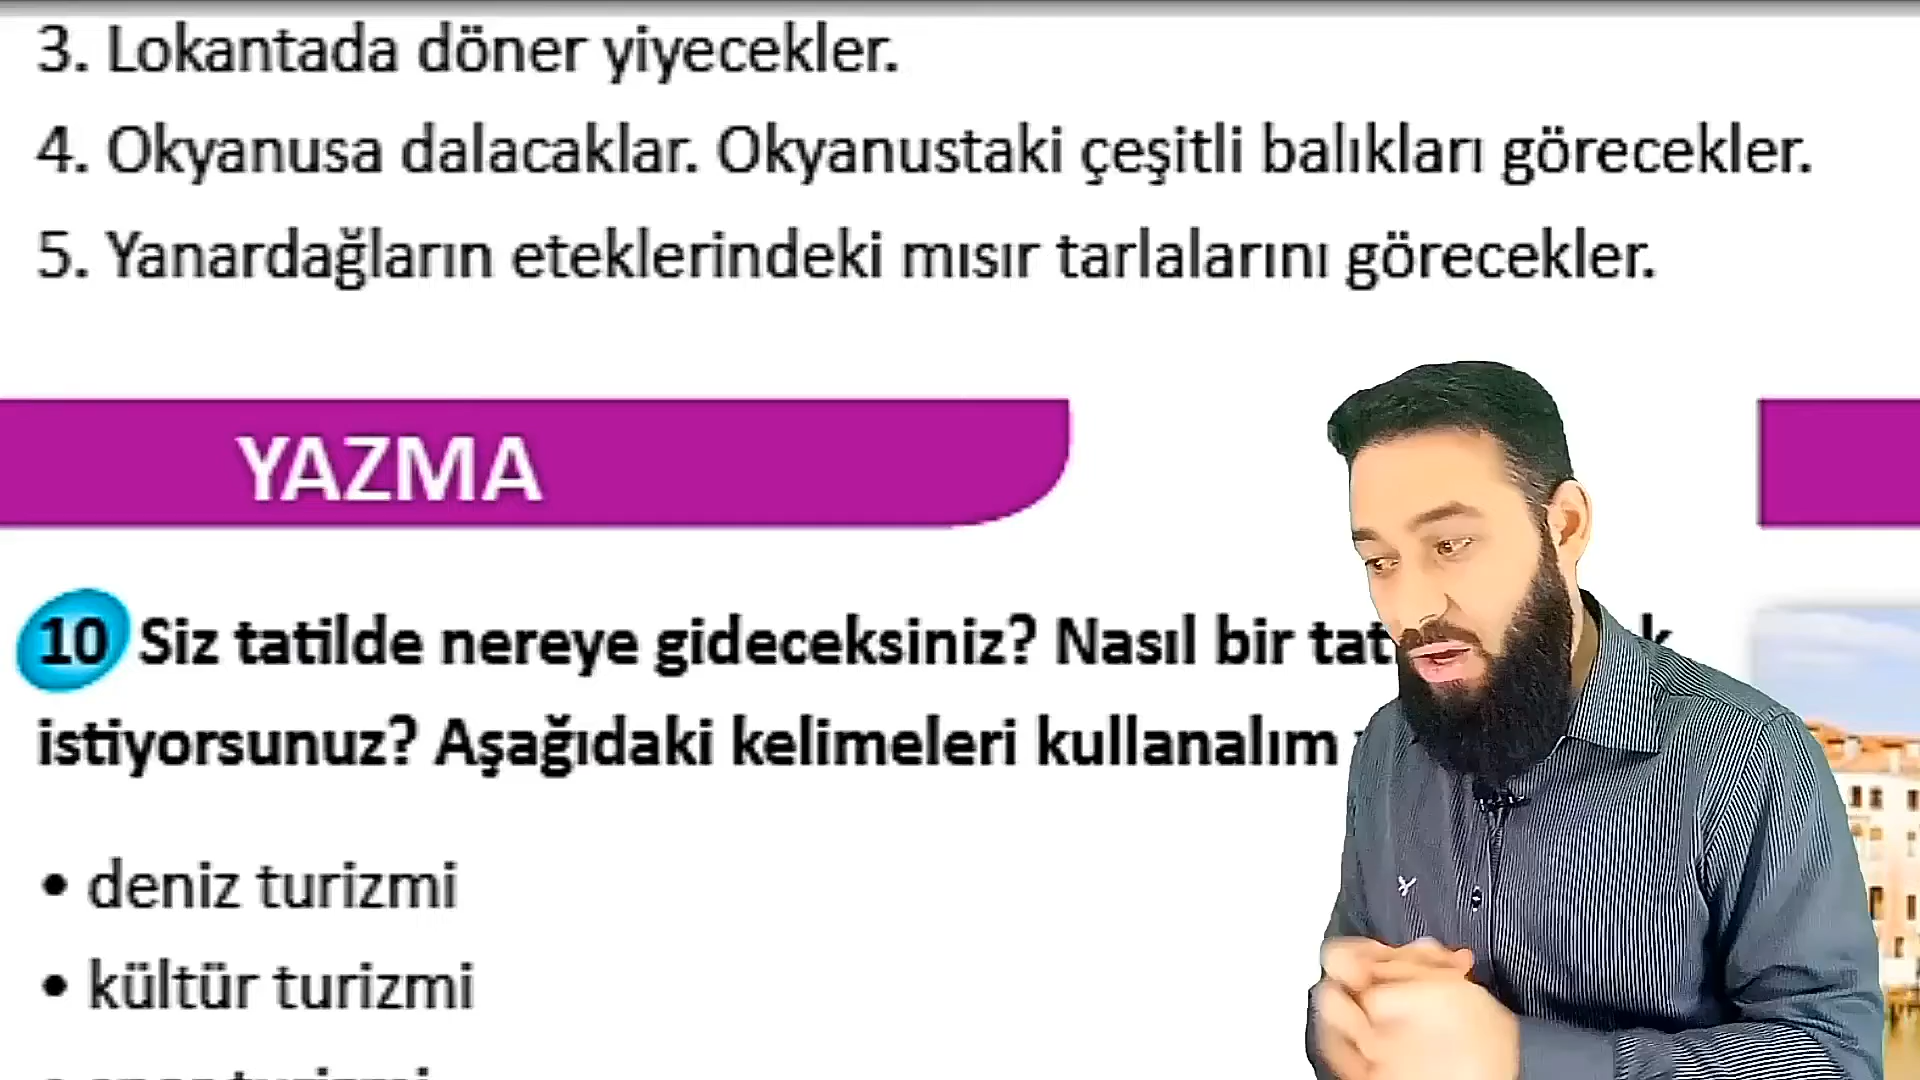 3. Lokantada döner yiyecekler.
4. Okyanusa dalacaklar. Okyanustaki çeşitli balıkları görecekler.
5. Yanardağların eteklerindeki mısır tarlalarını görecekler.
YAZMA
10 Siz tatilde nereye gideceksiniz? Nasıl bir
istiyorsunuz? Aşağıdaki kelimeleri kullanalım
• deniz turizmi
• kültür turizmi